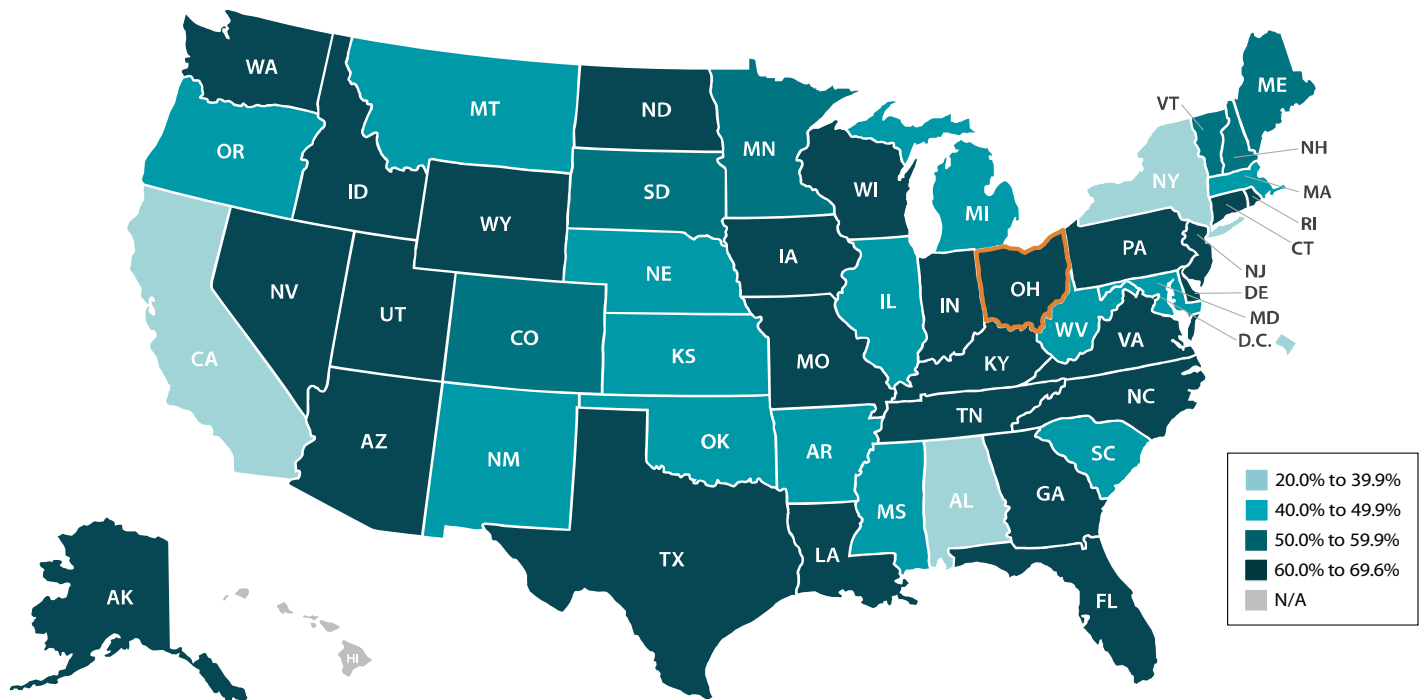 WA
MT
ND
MN
ME
VT
NH
OR
ID
SD
WI
NY
MA
WY
MI
RI
CT
IA
PA
NE
NJ
NV
OH
DE
UT
IL
IN
MD
CO
WV
D.C.
CA
KS
MO
KY
VA
NC
TN
AZ
OK
AR
SC
NM
MS
AL
GA
TX
LA
AK
FL
HI
20.0% to 39.9%
40.0% to 49.9%
50.0% to 59.9%
60.0% to 69.6%
N/A